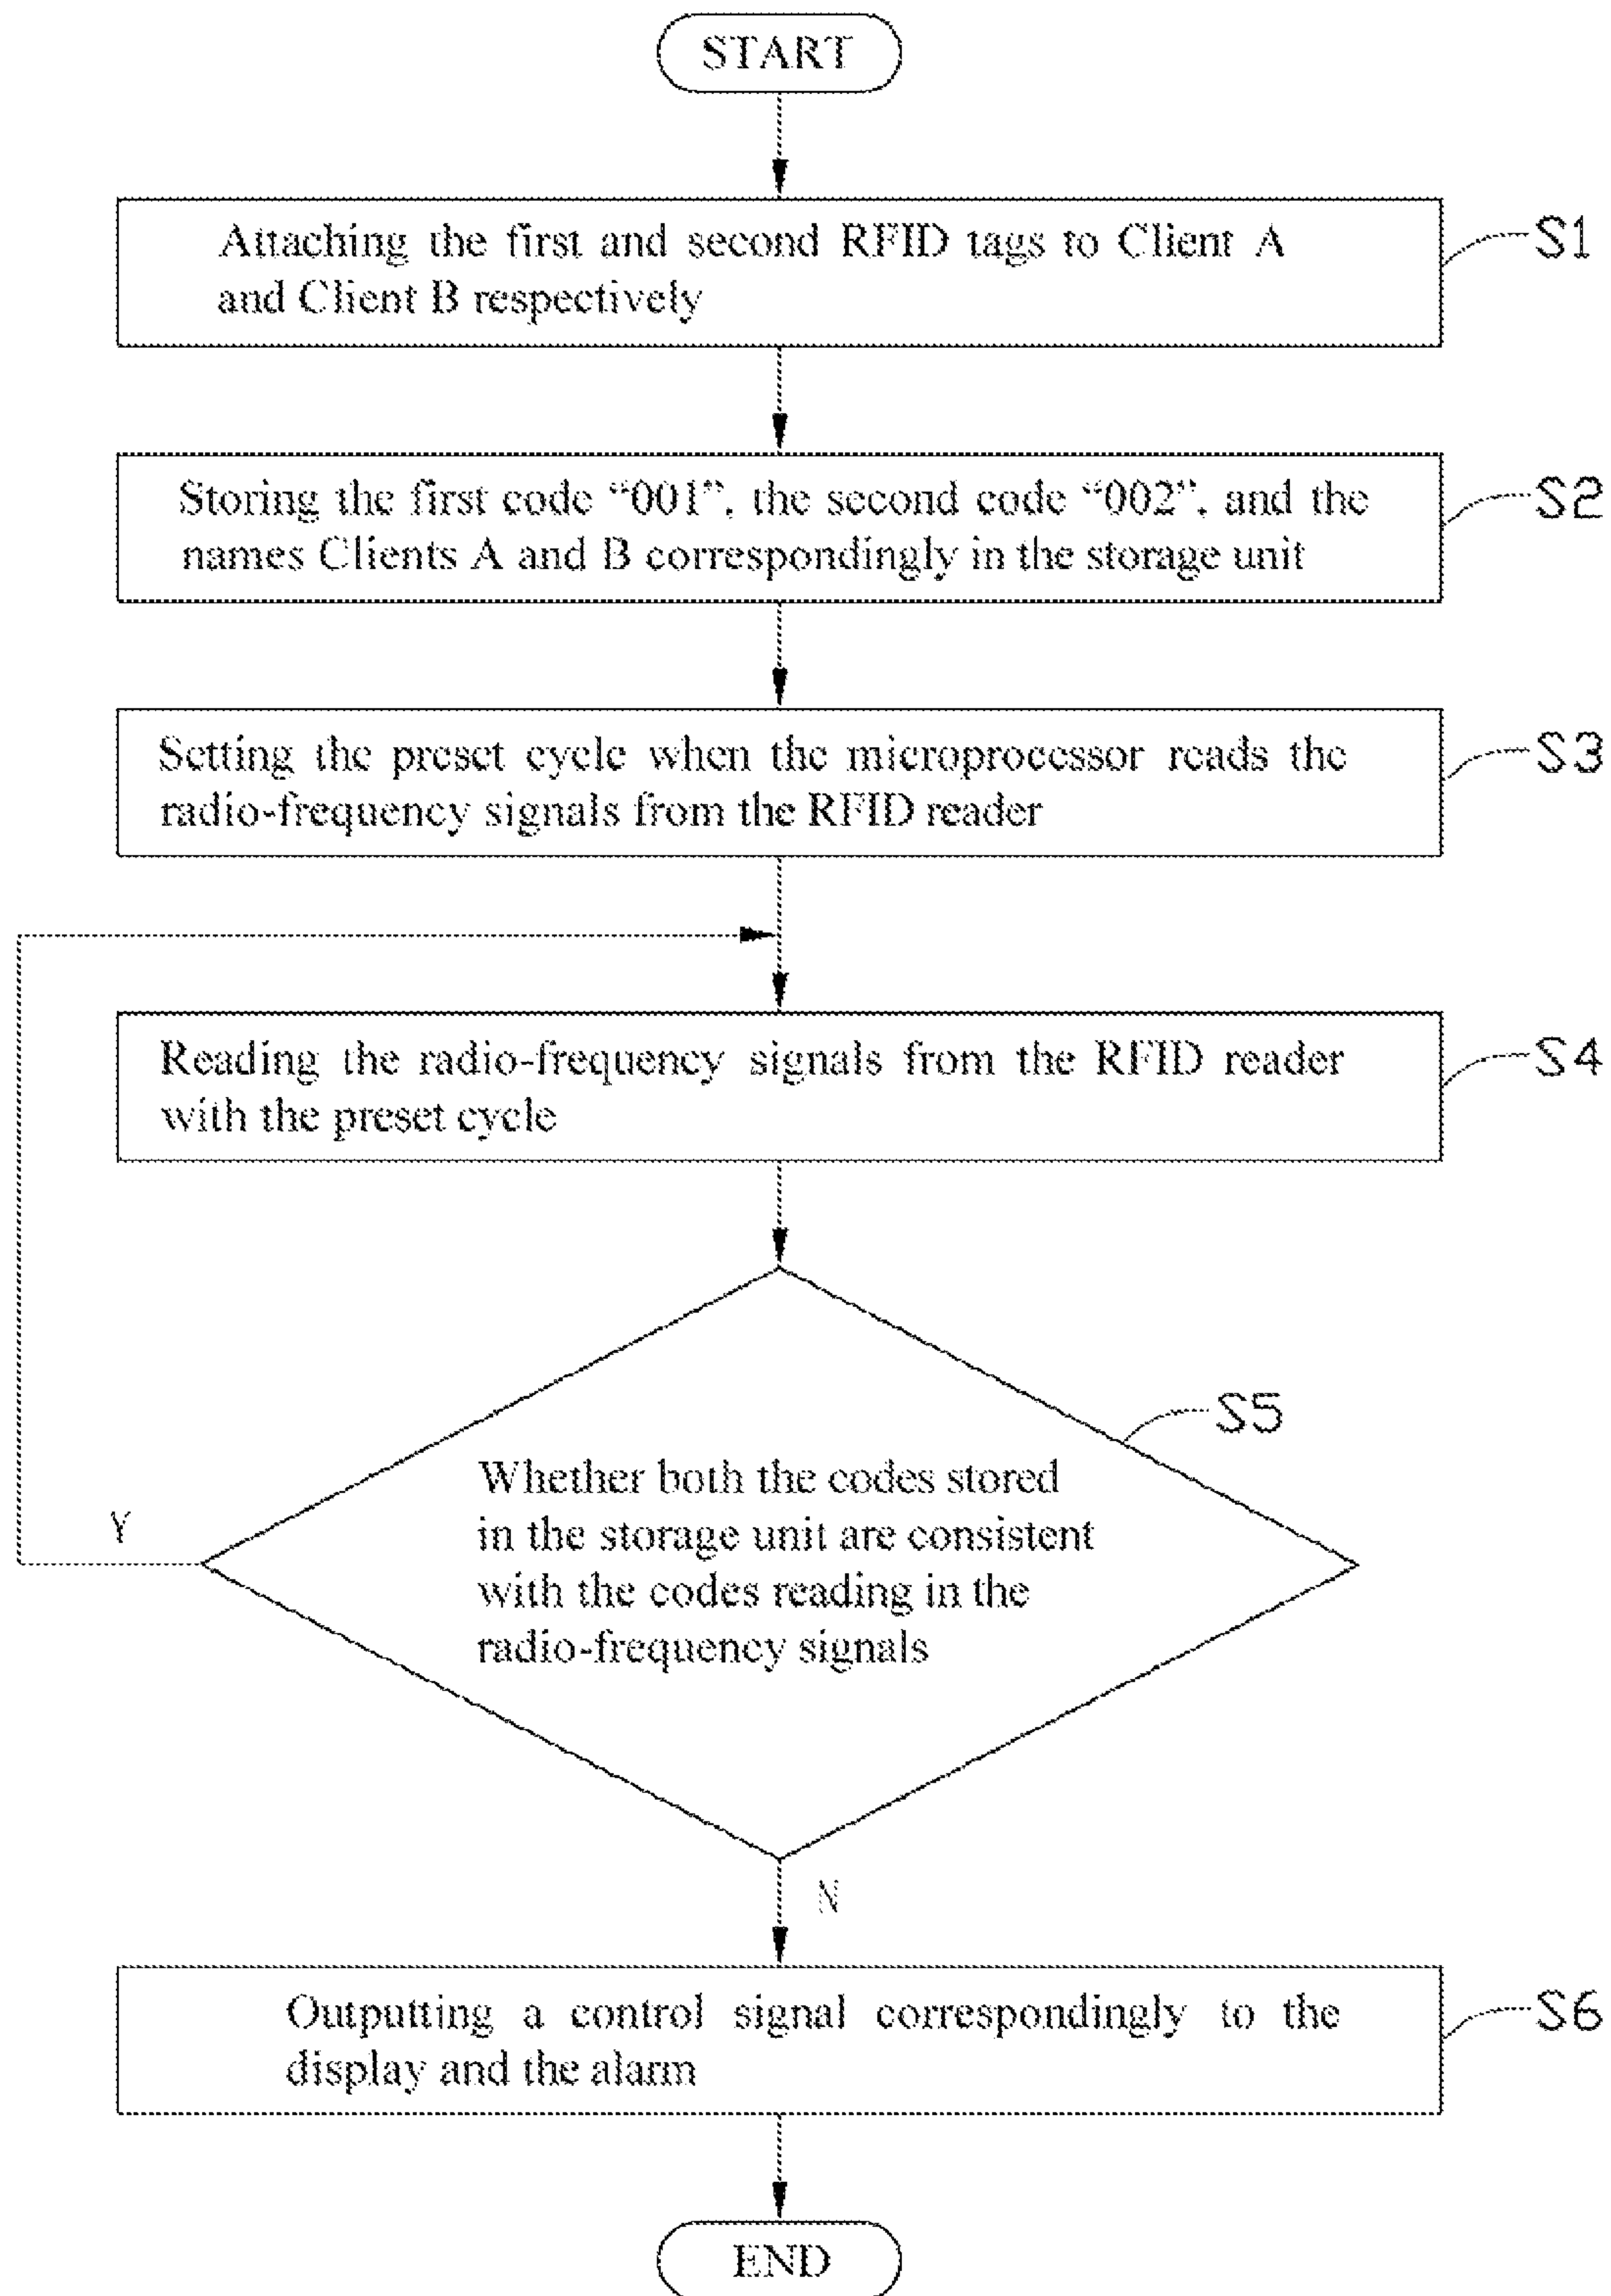 START
Attaching the first and second RFID tags to Client A
and Client B respectively
S1
Storing the first code “001”, the second code “002”, and the
names Clients A and B correspondingly in the storage unit
S2
Setting the preset cycle when the microprocessor reads the
radio-frequency signals from the RFID reader
S3
Reading the radio-frequency signals from the RFID reader
with the preset cycle
S4
S5
Whether both the codes stored
in the storage unit are consistent
with the codes reading in the
radio-frequency signals
Y
N
Outputting a control signal correspondingly to the
display and the alarm
S6
END